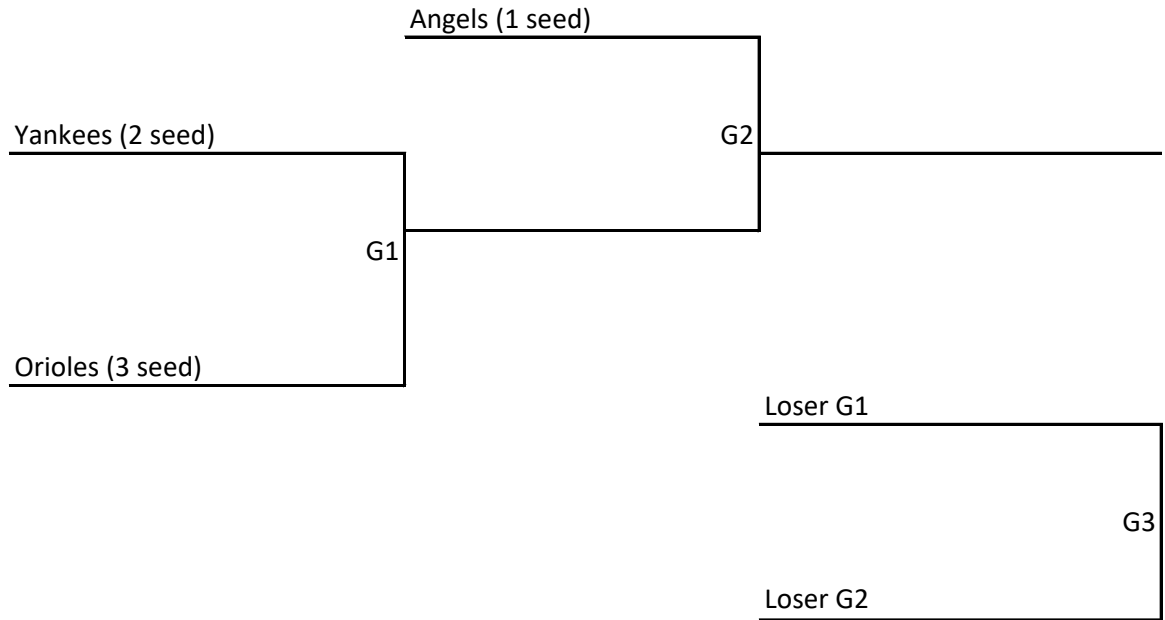 Angels (1 seed)
Yankees (2 seed)
G2
G1
Orioles (3 seed)
Loser G1
G3
Loser G2